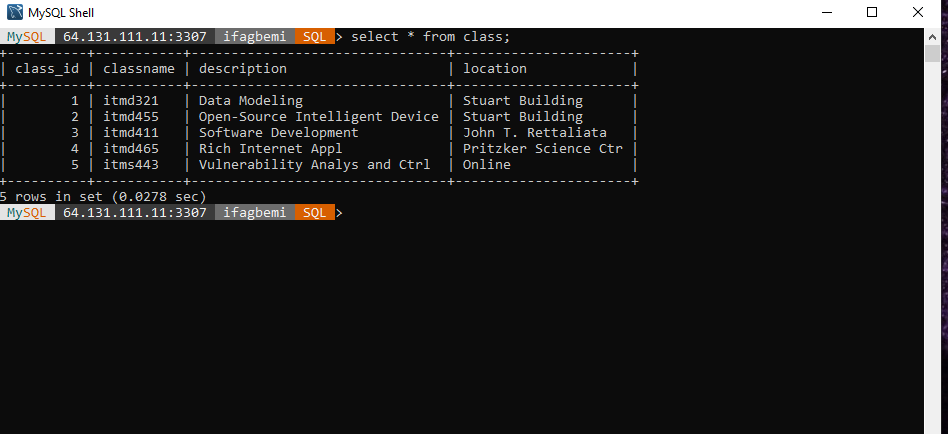 MySQL Shell
MySQL 64.131.111.11:3307 ifagbemi SQL > select * from class;
+----------+-----------+-------------------------------+----------------------+
| class_id | classname | description                   | location             |
+----------+-----------+-------------------------------+----------------------+
|        1 | itmd321   | Data Modeling                 | Stuart Building      |
|        2 | itmd455   | Open-Source Intelligent Device | Stuart Building      |
|        3 | itmd411   | Software Development          | John T. Rettaliata   |
|        4 | itmd465   | Rich Internet Appl            | Pritzker Science Ctr |
|        5 | itms443   | Vulnerability Analys and Ctrl | Online               |
+----------+-----------+-------------------------------+----------------------+
5 rows in set (0.0278 sec)
MySQL 64.131.111.11:3307 ifagbemi SQL >